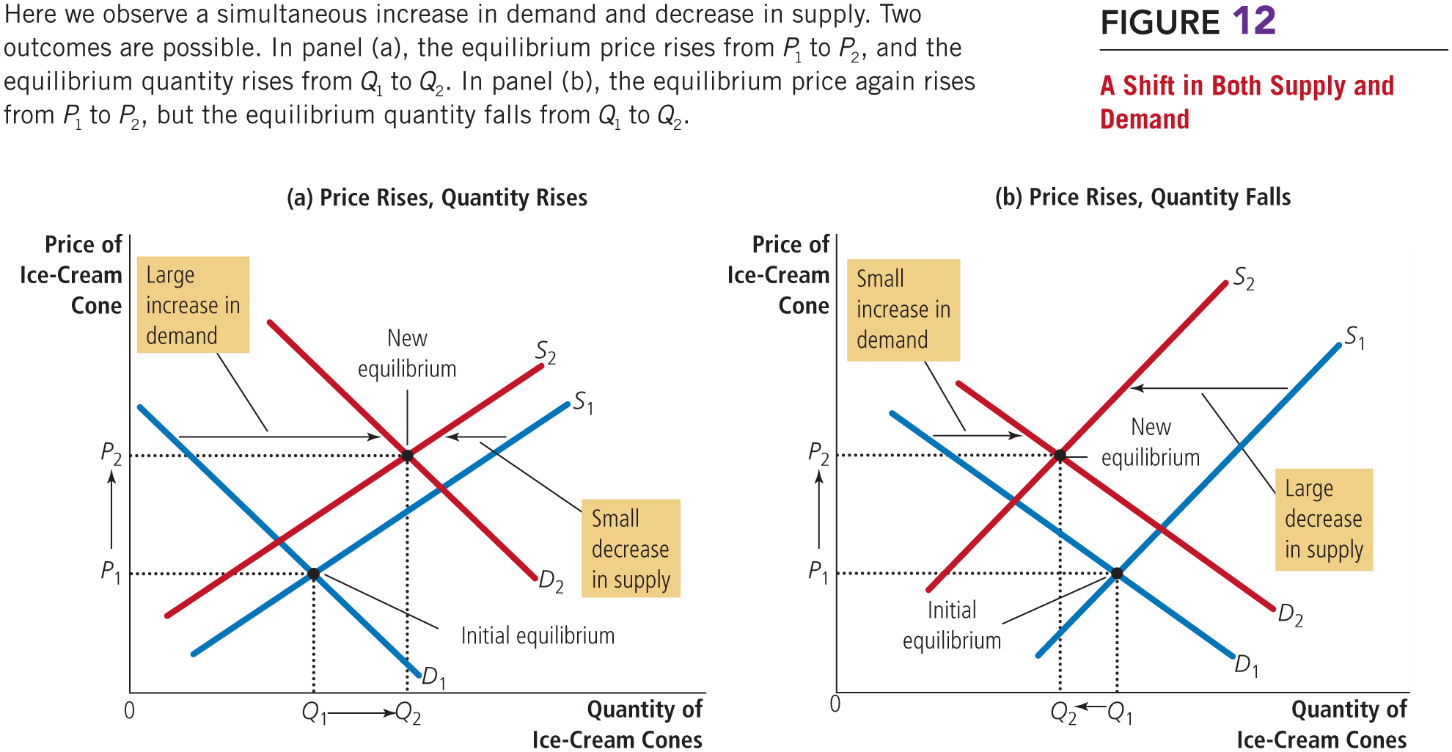 Here we observe a simultaneous increase in demand and decrease in supply. Two
outcomes are possible. In panel (a), the equilibrium price rises from P₁ to P₂, and the
equilibrium quantity rises from Q₁ to Q₂. In panel (b), the equilibrium price again rises
from P₁ to P₂, but the equilibrium quantity falls from Q₁ to Q₂.
FIGURE 12
A Shift in Both Supply and
Demand
(a) Price Rises, Quantity Rises
Price of
Ice-Cream
Cone
Large
increase in
demand
New
equilibrium
S₂
S₁
P₂
P₁
Small
decrease
in supply
D₂
Initial equilibrium
D₁
0
Q₁
Q₂
Quantity of
Ice-Cream Cones
(b) Price Rises, Quantity Falls
Price of
Ice-Cream
Cone
Small
increase in
demand
S₂
S₁
New
equilibrium
P₂
P₁
Large
decrease
in supply
Initial
equilibrium
D₂
D₁
0
Q₂
Q₁
Quantity of
Ice-Cream Cones